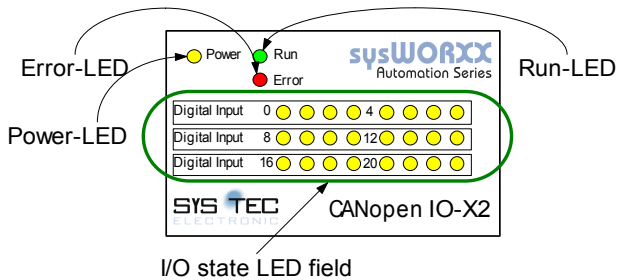 Power
Run
sysWORXX
Automation Series
Error
Error-LED
Run-LED
Power-LED
Digital Input 0 4
Digital Input 8 12
Digital Input 16 20
SYS TEC
ELECTRONIC
CANopen IO-X2
I/O state LED field